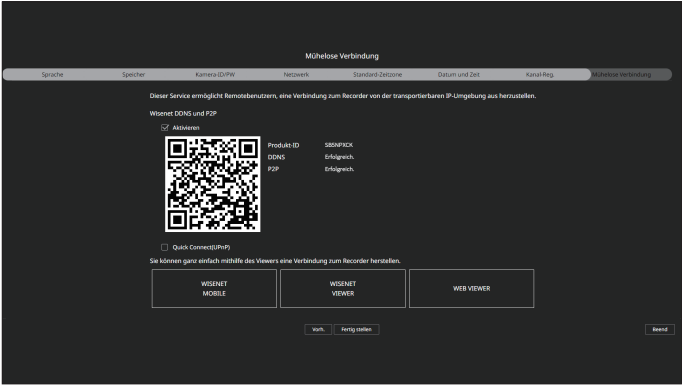 Mühelose Verbindung
Sprache Speicher Kamera-ID/PW Netzwerk Standard-Zeitzone Datum und Zeit Kanal-Reg. Mühelose Verbindung
Dieser Service ermöglicht Remotebenutzern, eine Verbindung zum Recorder von der transportierbaren IP-Umgebung aus herzustellen.
Wisenet DDNS und P2P
Aktivieren
Produkt-ID S85NPXCK
DDNS Erfolgreich.
P2P Erfolgreich.
Quick Connect(UPnP)
Sie können ganz einfach mithilfe des Viewers eine Verbindung zum Recorder herstellen.
WISENET MOBILE
WISENET VIEWER
WEB VIEWER
Vorh. Fertig stellen Beend